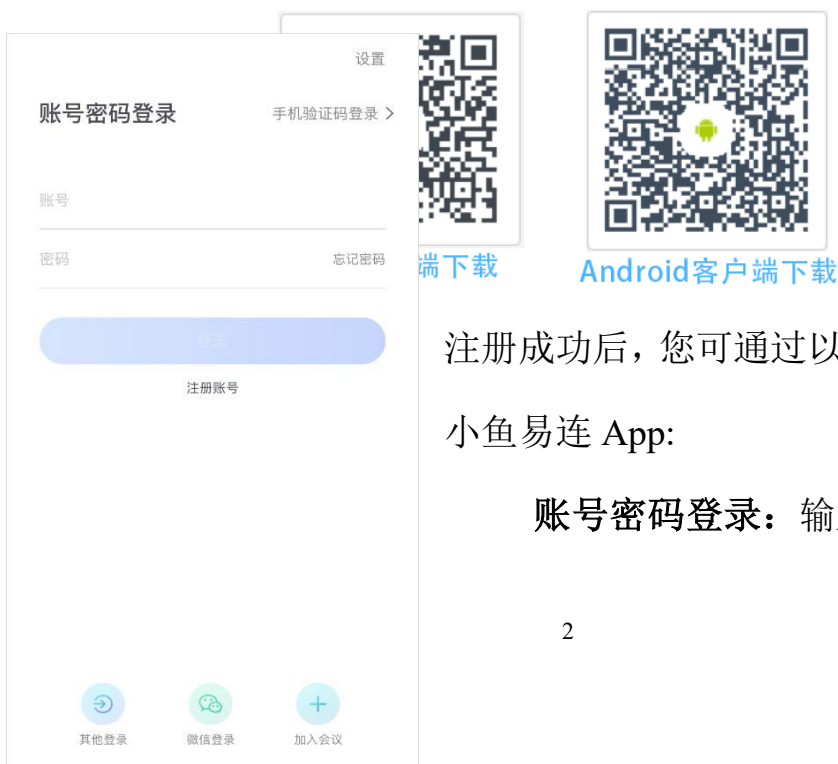 设置
账号密码登录
手机验证码登录 >
账号
密码
忘记密码
登录
注册账号
其他登录
微信登录
加入会议
端下载
Android客户端下载
注册成功后，您可通过以
小鱼易连 App:
账号密码登录：输
2